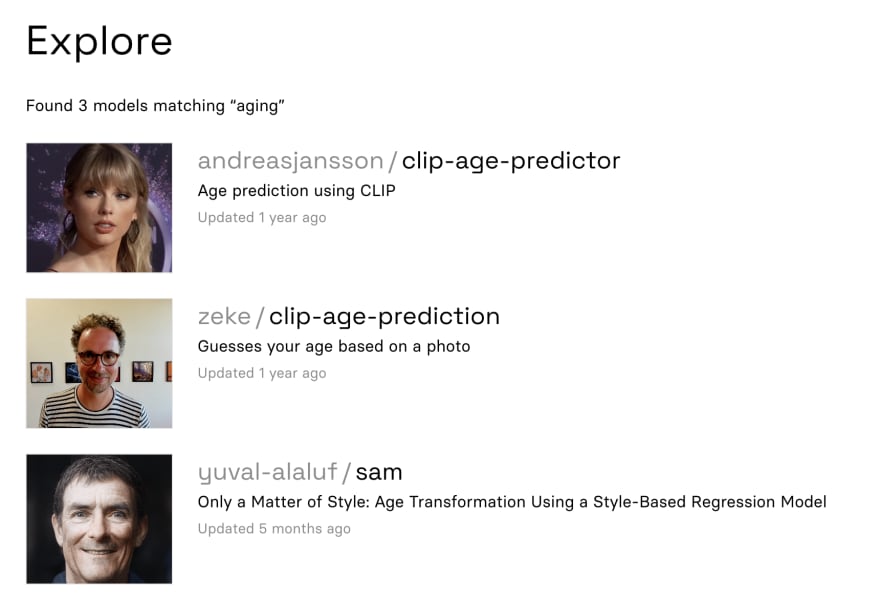 Explore
Found 3 models matching “aging”
andreasjansson / clip-age-predictor
Age prediction using CLIP
Updated 1 year ago
zeke / clip-age-prediction
Guesses your age based on a photo
Updated 1 year ago
yuval-alaluf / sam
Only a Matter of Style: Age Transformation Using a Style-Based Regression Model
Updated 5 months ago